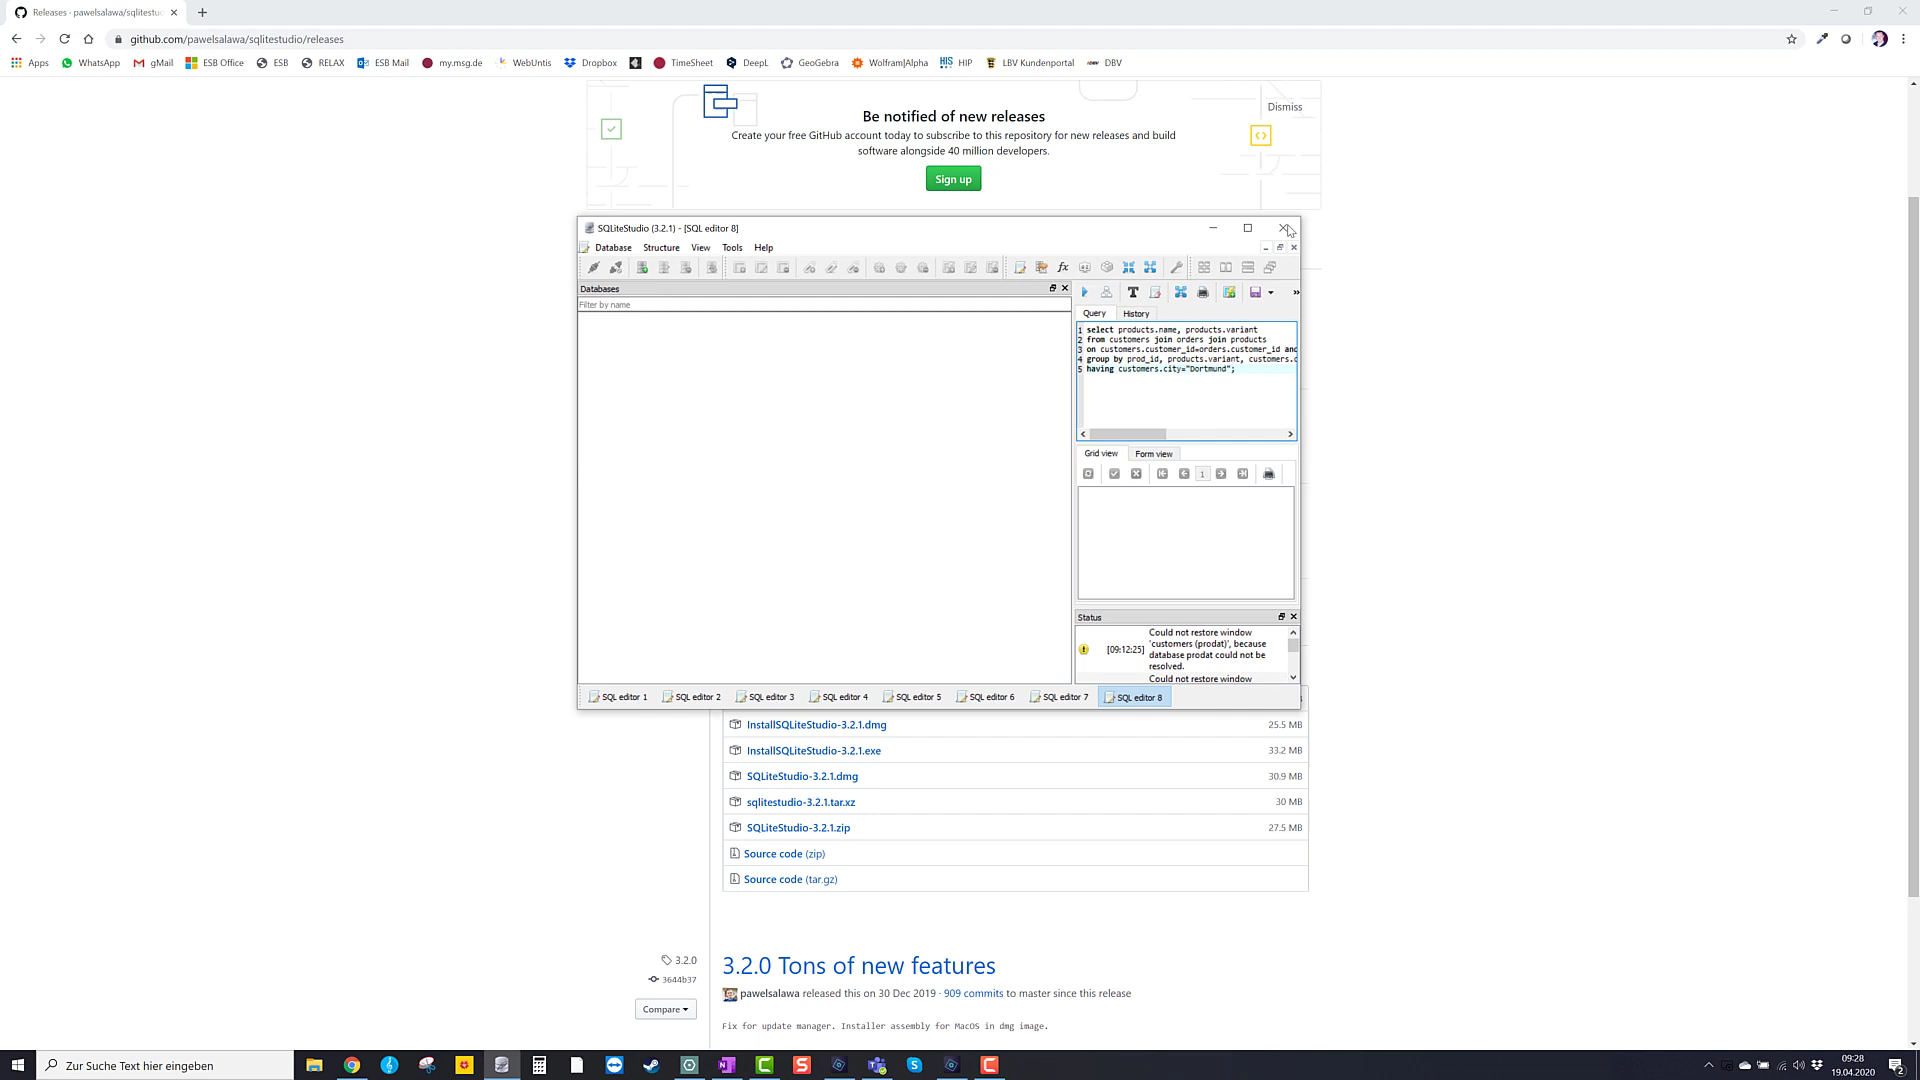 Releases · pawelsalawa/sqlitestu
github.com/pawelsalawa/sqlitestudio/releases
Apps WhatsApp gMail ESB Office ESB RELAX ESB Mail my.msg.de WebUntis Dropbox TimeSheet DeepL GeoGebra Wolfram|Alpha HIS HIP LBV Kundenportal DBV
Be notified of new releases
Dismiss
Create your free GitHub account today to subscribe to this repository for new releases and build
software alongside 40 million developers.
Sign up
SQLiteStudio (3.2.1) - [SQL editor 8]
Database Structure View Tools Help
Databases
Filter by name
Query History
1 select products.name, products.variant
2 from customers join orders join products
3 on customers.customer_id=orders.customer_id and
4 group by prod_id, products.variant, customers.c
5 having customers.city="Dortmund";
Grid view Form view
1
Status
[09:12:25] Could not restore window
'customers (prodat)', because
database prodat could not be
resolved.
Could not restore window
SQL editor 1 SQL editor 2 SQL editor 3 SQL editor 4 SQL editor 5 SQL editor 6 SQL editor 7 SQL editor 8
InstallSQLiteStudio-3.2.1.dmg 25.5 MB
InstallSQLiteStudio-3.2.1.exe 33.2 MB
SQLiteStudio-3.2.1.dmg 30.9 MB
sqlitestudio-3.2.1.tar.xz 30 MB
SQLiteStudio-3.2.1.zip 27.5 MB
Source code (zip)
Source code (tar.gz)
3.2.0
3644b37
Compare
3.2.0 Tons of new features
pawelsalawa released this on 30 Dec 2019 · 909 commits to master since this release
Fix for update manager. Installer assembly for MacOS in dmg image.
Zur Suche Text hier eingeben
09:28
19.04.2020
2